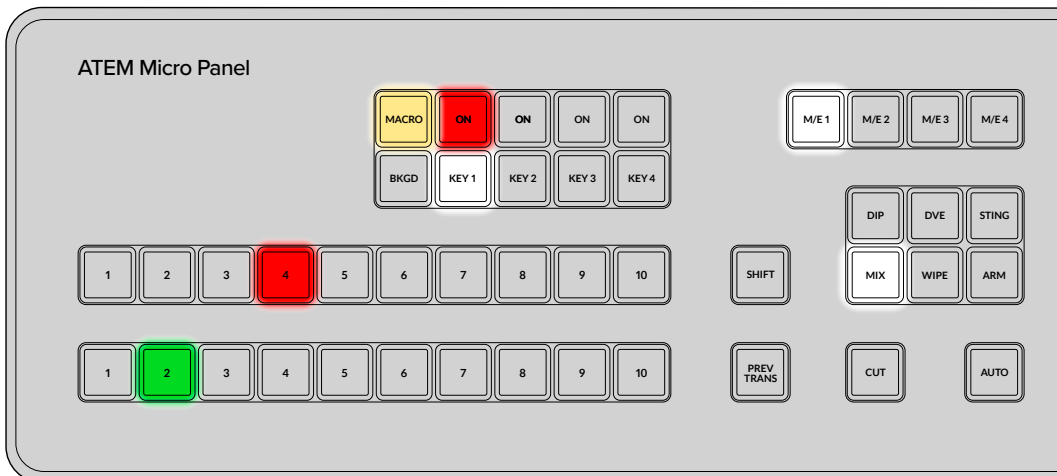 ATEM Micro Panel
MACRO ON ON ON ON
M/E 1 M/E 2 M/E 3 M/E 4
BKGD KEY 1 KEY 2 KEY 3 KEY 4
DIP DVE STING
1 2 3 4 5 6 7 8 9 10
SHIFT
MIX WIPE ARM
1 2 3 4 5 6 7 8 9 10
PREV
TRANS
CUT
AUTO